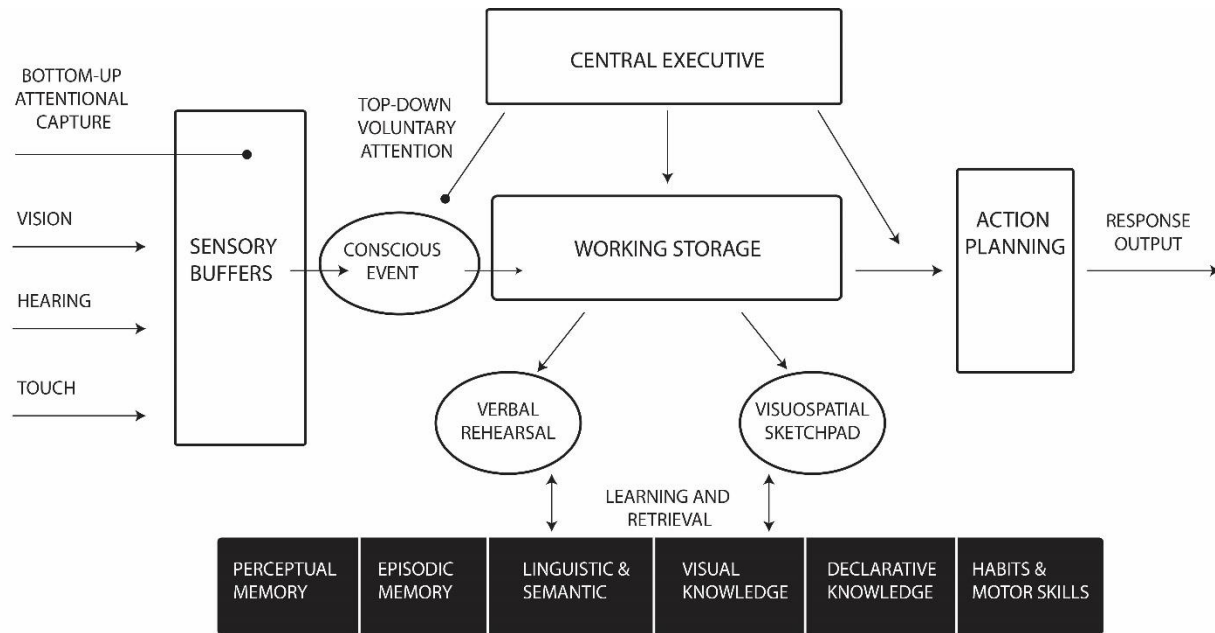 CENTRAL EXECUTIVE
BOTTOM-UP
ATTENTIONAL
CAPTURE
TOP-DOWN
VOLUNTARY
ATTENTION
VISION
HEARING
TOUCH
SENSORY
BUFFERS
CONSCIOUS
EVENT
WORKING STORAGE
ACTION
PLANNING
RESPONSE
OUTPUT
VERBAL
REHEARSAL
VISUOSPATIAL
SKETCHPAD
LEARNING AND
RETRIEVAL
PERCEPTUAL
MEMORY
EPISODIC
MEMORY
LINGUISTIC &
SEMANTIC
VISUAL
KNOWLEDGE
DECLARATIVE
KNOWLEDGE
HABITS &
MOTOR SKILLS